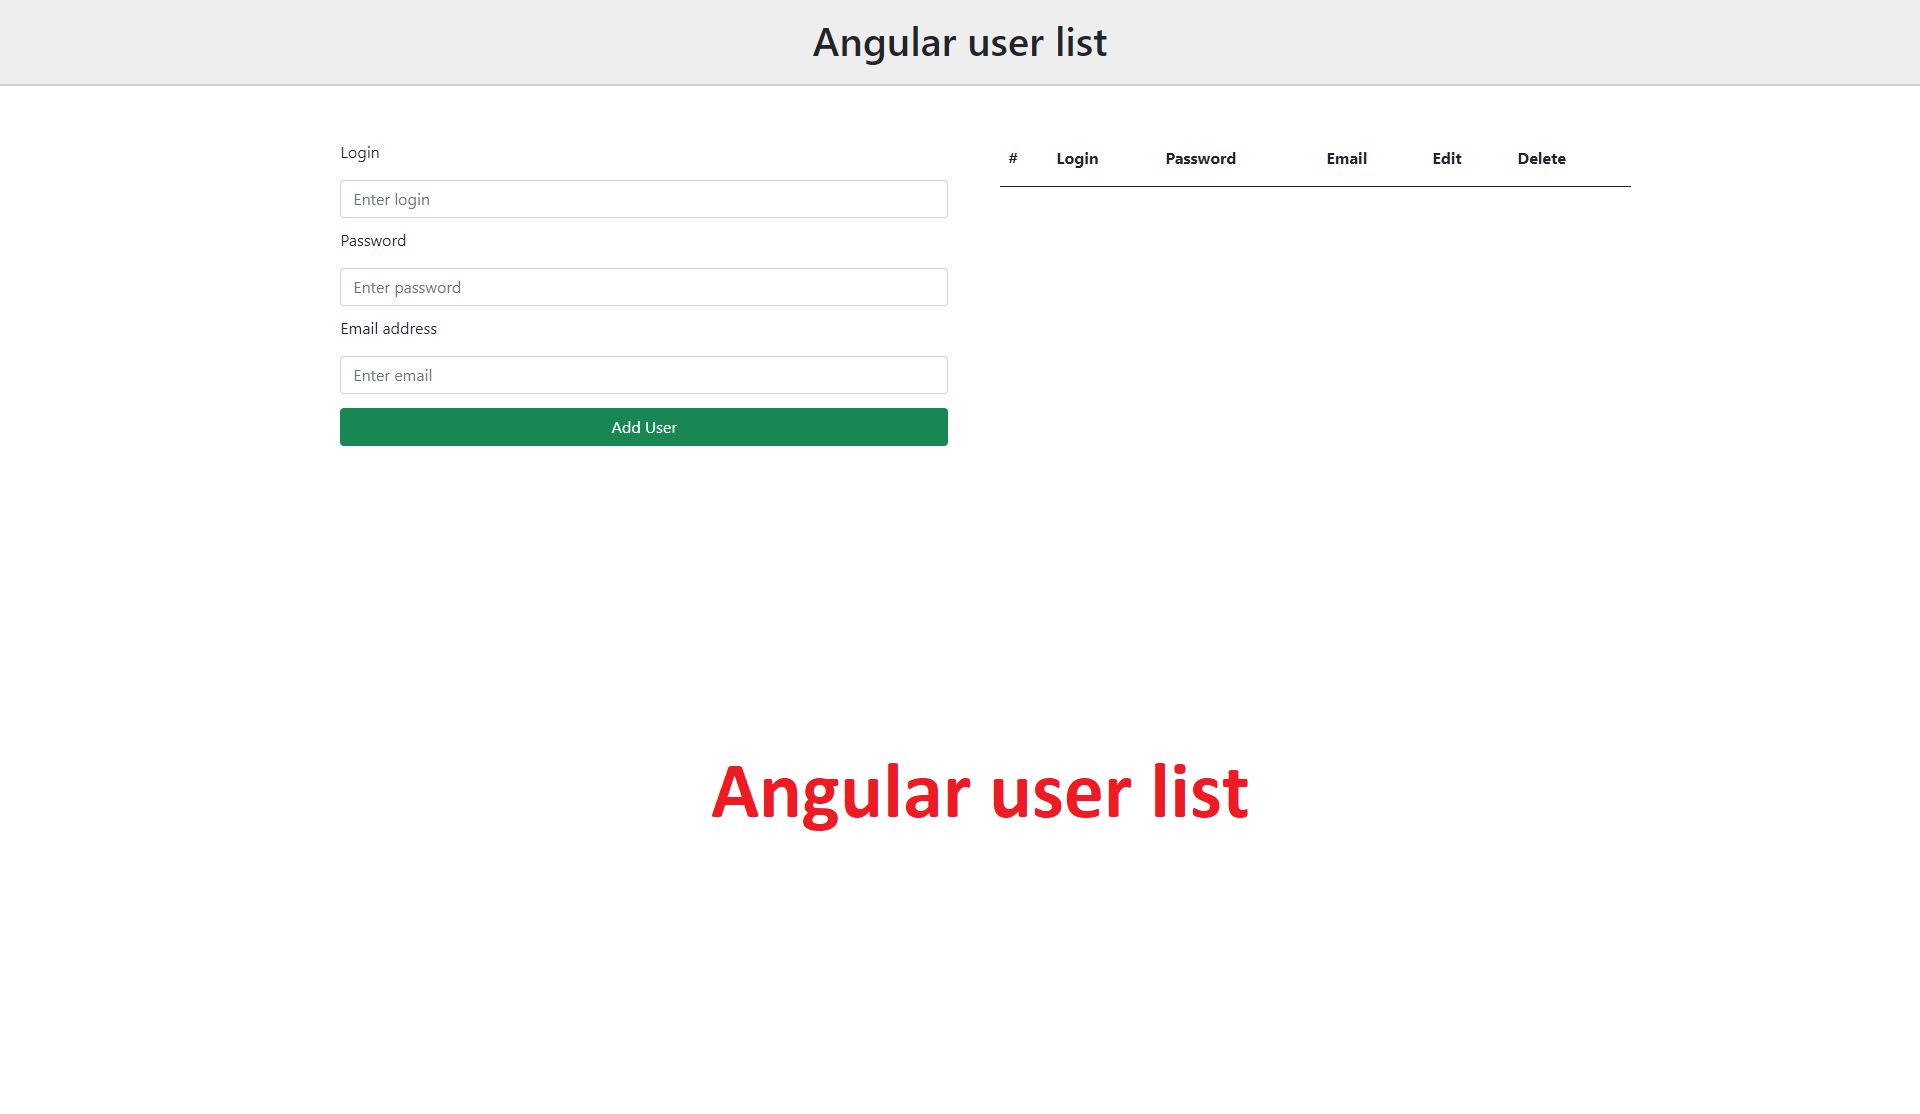 Angular user list
Login
Enter login
Password
Enter password
Email address
Enter email
Add User
# Login Password Email Edit Delete
Angular user list